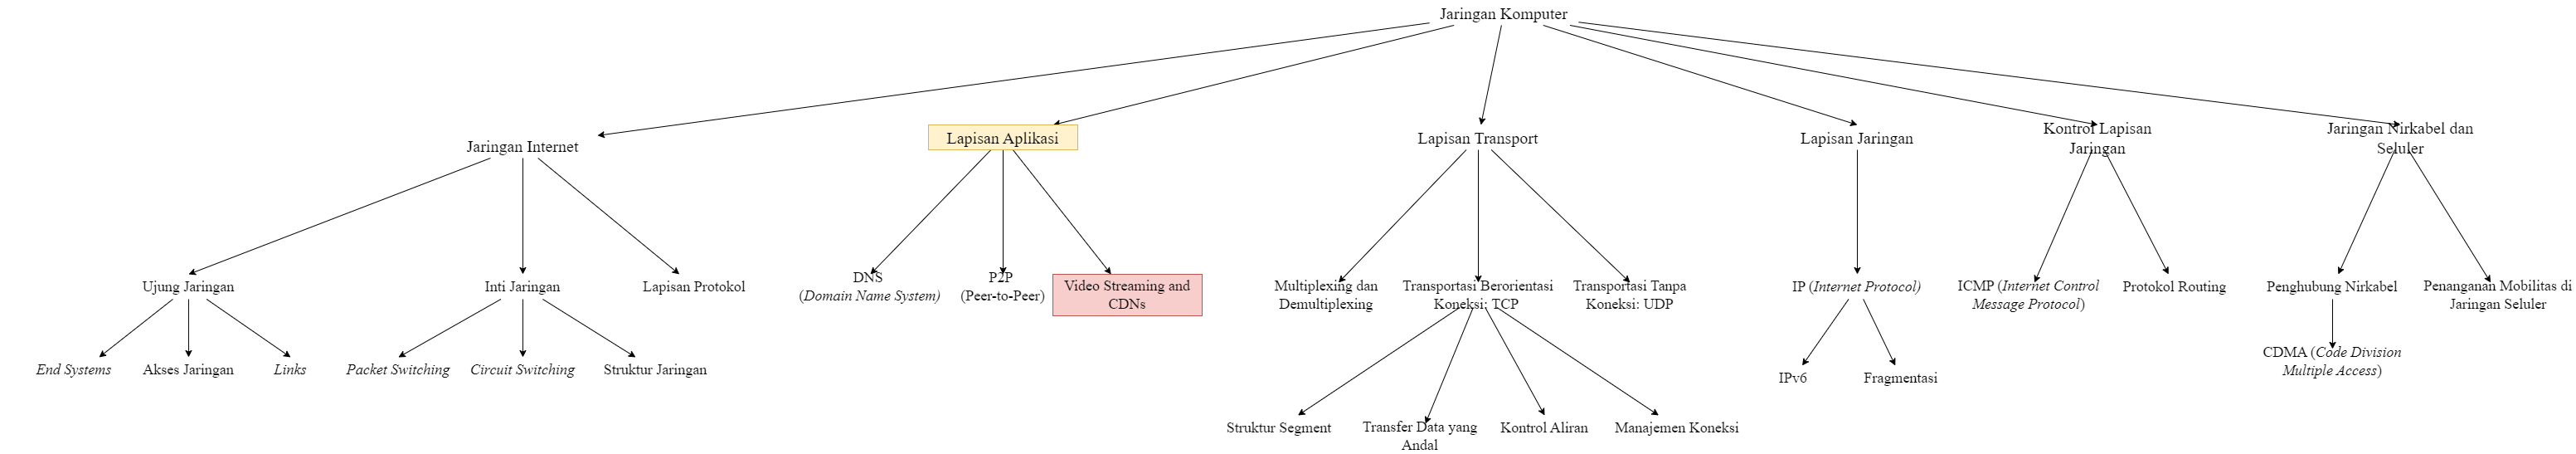 Jaringan Komputer
Jaringan Internet
Lapisan Aplikasi
Lapisan Transport
Lapisan Jaringan
Kontrol Lapisan
Jaringan
Jaringan Nirkabel dan
Seluler
Ujung Jaringan
Inti Jaringan
Lapisan Protokol
DNS
(Domain Name System)
P2P
(Peer-to-Peer)
Video Streaming and
CDNs
Multiplexing dan
Demultiplexing
Transportasi Berorientasi
Koneksi: TCP
Transportasi Tanpa
Koneksi: UDP
IP (Internet Protocol)
ICMP (Internet Control
Message Protocol)
Protokol Routing
Penghubung Nirkabel
Penanganan Mobilitas di
Jaringan Seluler
End Systems
Akses Jaringan
Links
Packet Switching
Circuit Switching
Struktur Jaringan
IPv6
Fragmentasi
CDMA (Code Division
Multiple Access)
Struktur Segment
Transfer Data yang
Andal
Kontrol Aliran
Manajemen Koneksi